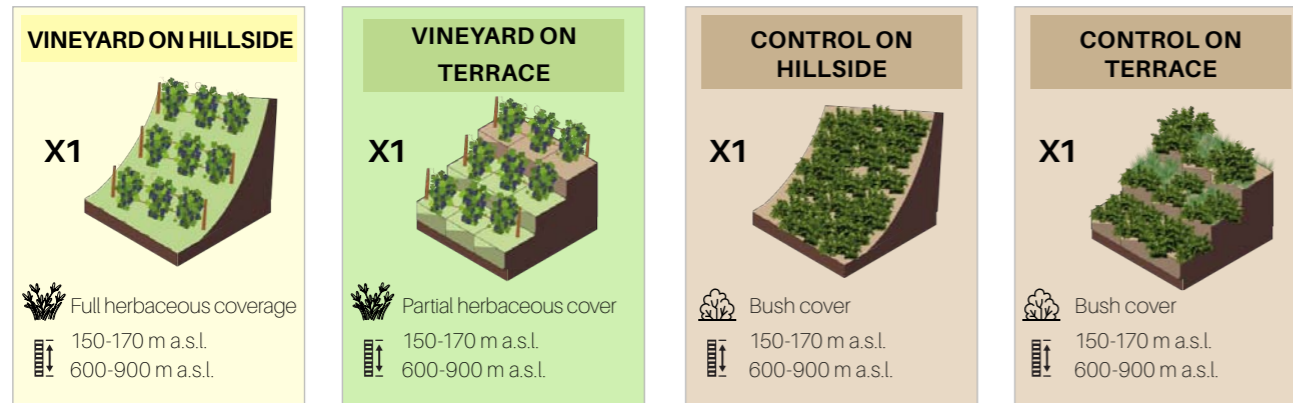 VINEYARD ON HILLSIDE
X1
Full herbaceous coverage
150-170 m a.s.l.
600-900 m a.s.l.
VINEYARD ON
TERRACE
X1
Partial herbaceous cover
150-170 m a.s.l.
600-900 m a.s.l.
CONTROL ON
HILLSIDE
X1
Bush cover
150-170 m a.s.l.
600-900 m a.s.l.
CONTROL ON
TERRACE
X1
Bush cover
150-170 m a.s.l.
600-900 m a.s.l.